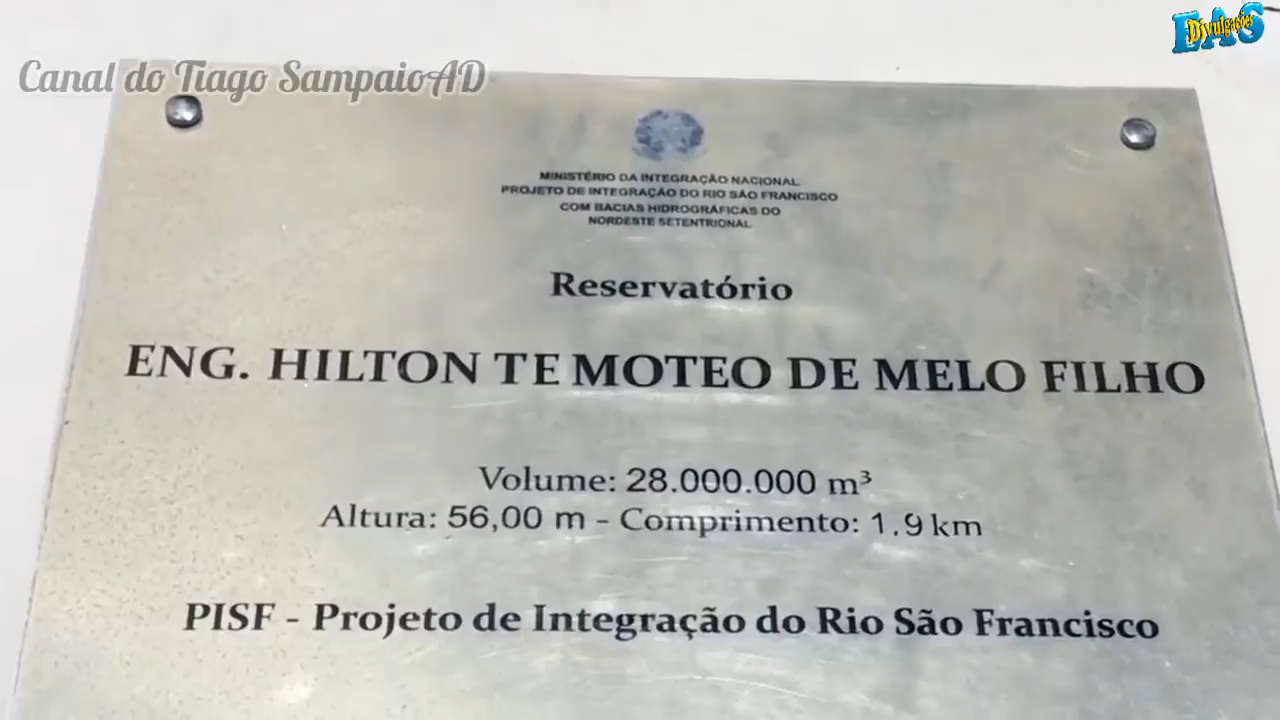 EAS
Divulgações
Canal do Tiago SampaioAD
MINISTÉRIO DA INTEGRAÇÃO NACIONAL
PROJETO DE INTEGRAÇÃO DO RIO SÃO FRANCISCO
COM BACIAS HIDROGRÁFICAS DO
NORDESTE SETENTRIONAL
Reservatório
ENG. HILTON TE MOTEO DE MELO FILHO
Volume: 28.000.000 m³
Altura: 56,00 m - Comprimento: 1.9 km
PISF - Projeto de Integração do Rio São Francisco